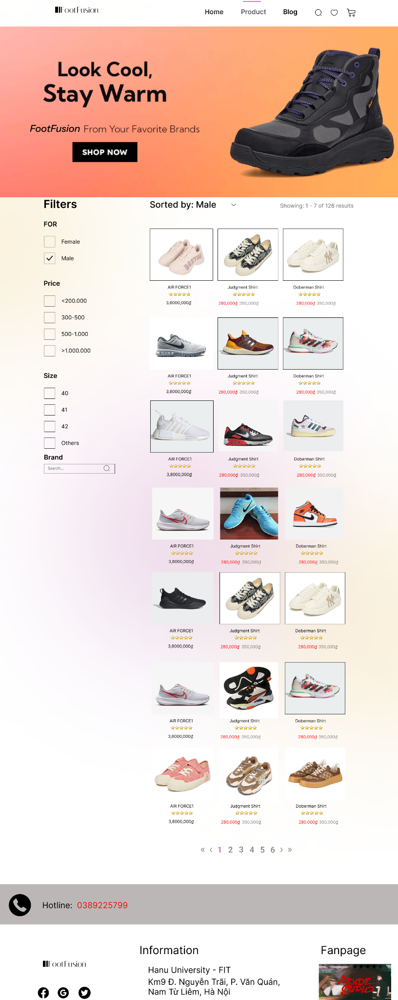 FootFusion
Home Product Blog
Look Cool,
Stay Warm
FootFusion From Your Favorite Brands
SHOP NOW
Filters
FOR
Female
Male
Price
<200.000
300-500
500-1.000
>1.000.000
Size
40
41
42
Others
Brand
Search...
Sorted by: Male
Showing: 1 - 7 of 126 results
BOSTON
NY
AIR FORCE1 Judgment Shirt Doberman Shirt
3,8000,000₫ 280,000₫ 350,000₫ 280,000₫ 350,000₫
AIR FORCE1 Judgment Shirt Doberman Shirt
3,8000,000₫ 280,000₫ 350,000₫ 280,000₫ 350,000₫
AIR FORCE1 Judgment Shirt Doberman Shirt
3,8000,000₫ 280,000₫ 350,000₫ 280,000₫ 350,000₫
AIR FORCE1 Judgment Shirt Doberman Shirt
3,8000,000₫ 280,000₫ 350,000₫ 280,000₫ 350,000₫
NY
AIR FORCE1 Judgment Shirt Doberman Shirt
3,8000,000₫ 280,000₫ 350,000₫ 280,000₫ 350,000₫
AIR FORCE1 Judgment Shirt Doberman Shirt
3,8000,000₫ 280,000₫ 350,000₫ 280,000₫ 350,000₫
AIR FORCE1 Judgment Shirt Doberman Shirt
3,8000,000₫ 280,000₫ 350,000₫ 280,000₫ 350,000₫
« ‹ 1 2 3 4 5 6 › »
Hotline: 0389225799
FootFusion
Information
Hanu University - FIT
Km9 Đ. Nguyễn Trãi, P. Văn Quán,
Nam Từ Liêm, Hà Nội
Fanpage
MENDE
STUDIO